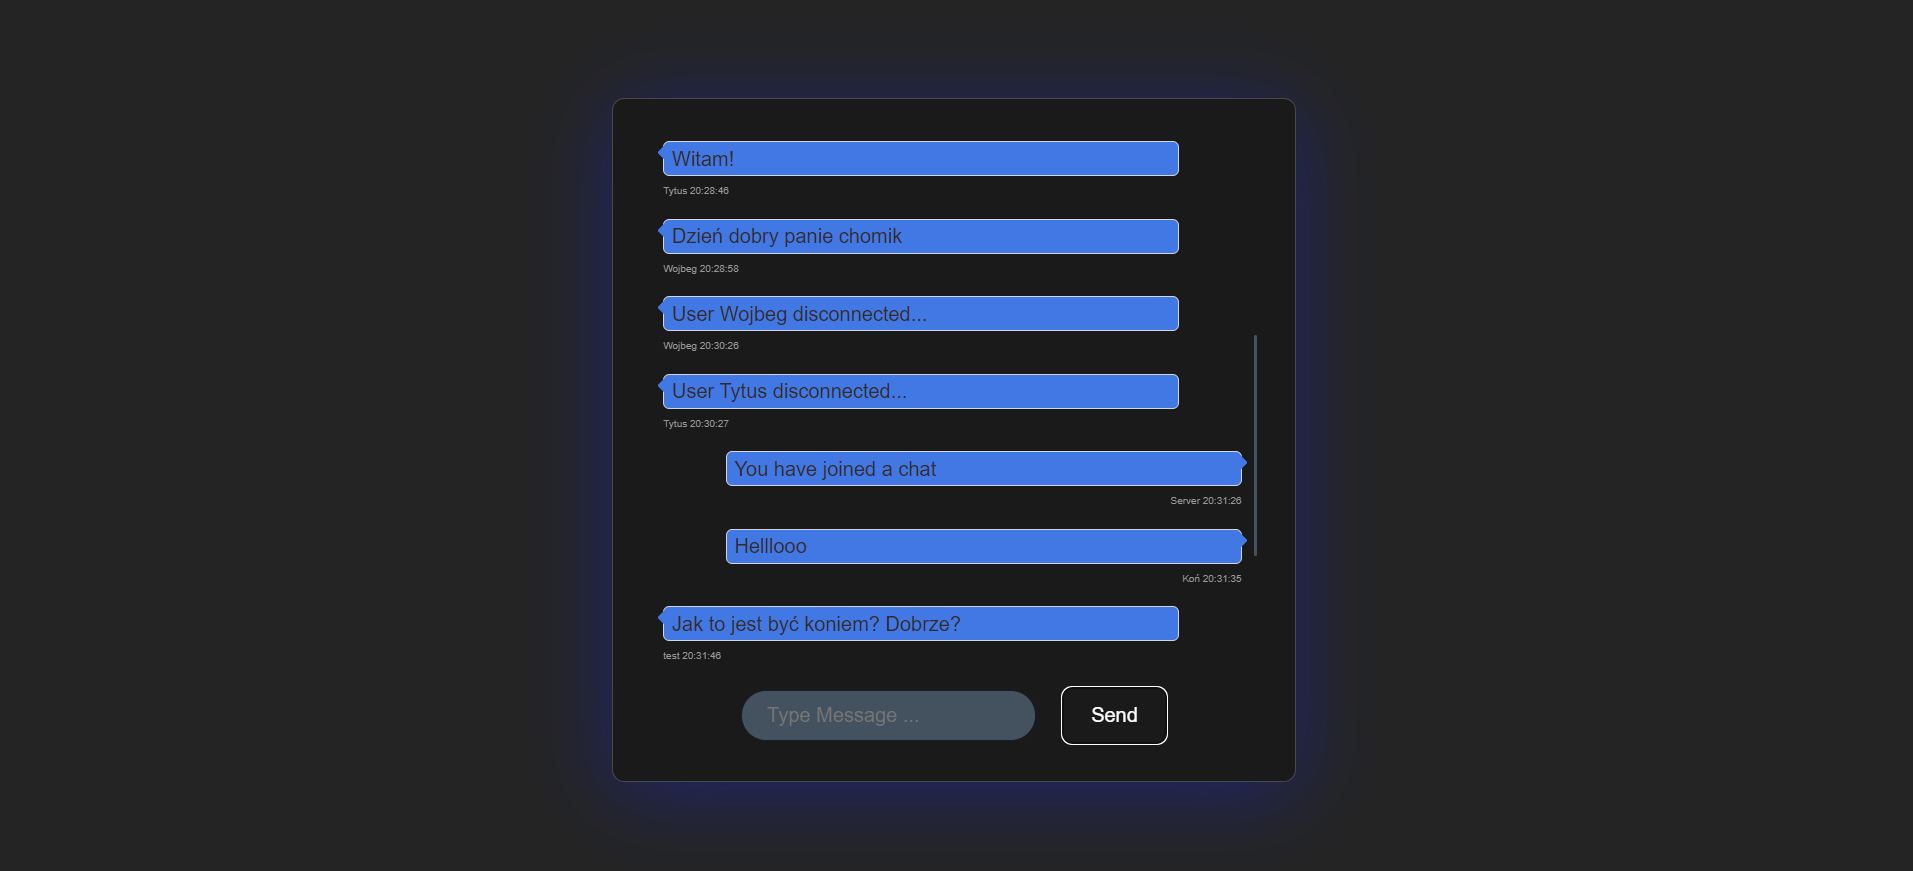 Witam!
Tytus 20:28:46
Dzień dobry panie chomik
Wojbeg 20:28:58
User Wojbeg disconnected...
Wojbeg 20:30:26
User Tytus disconnected...
Tytus 20:30:27
You have joined a chat
Server 20:31:26
Helllooo
Koń 20:31:35
Jak to jest być koniem? Dobrze?
test 20:31:46
Type Message ...
Send